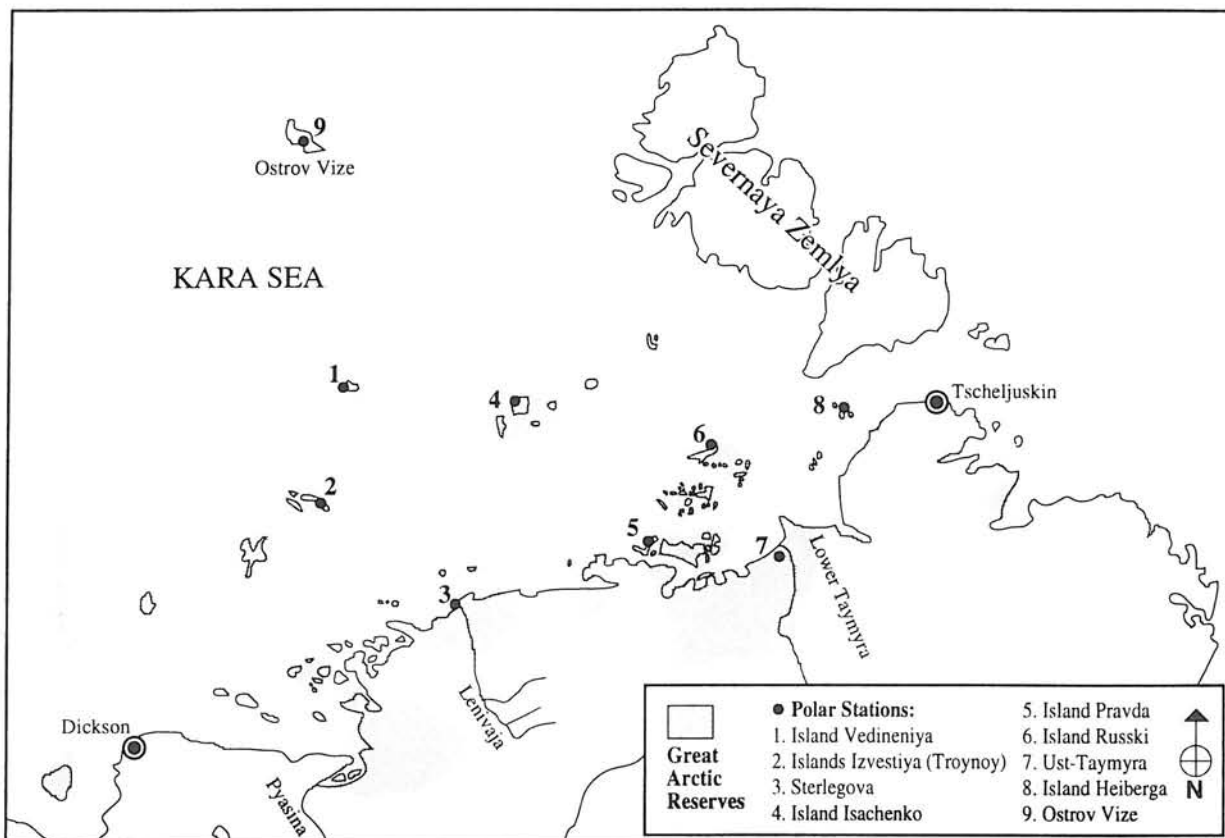 9
Ostrov Vize
Severnaya Zemlya
KARA SEA
1
4
8
Tscheljuskin
6
2
5
7
Lower Taymyra
3
Lenivaja
Dickson
Pyasina
Great
Arctic
Reserves
Polar Stations:
1. Island Vedineniya
2. Islands Izvestiya (Troynoy)
3. Sterlegova
4. Island Isachenko
5. Island Pravda
6. Island Russki
7. Ust-Taymyra
8. Island Heiberga
9. Ostrov Vize
N